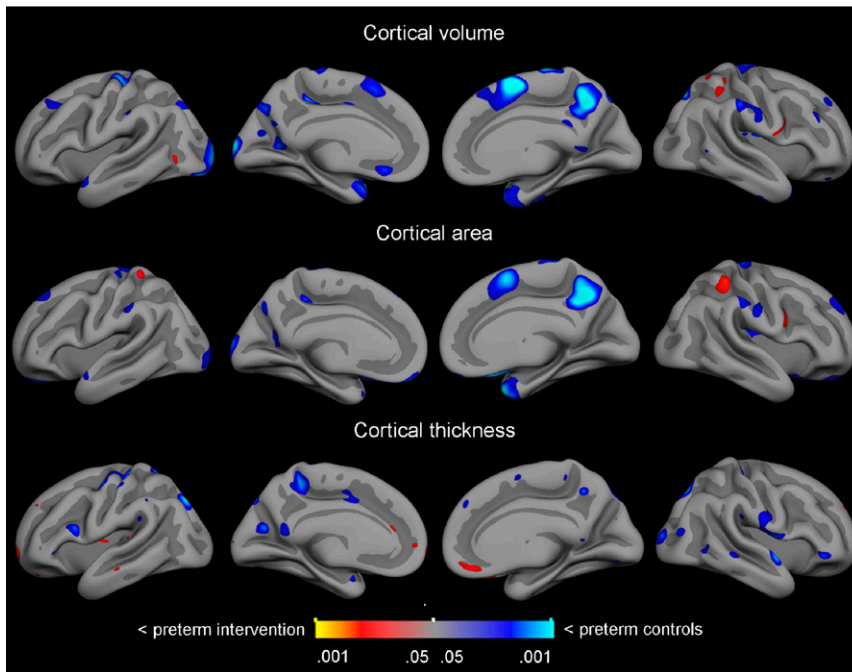 Cortical volume
Cortical area
Cortical thickness
< preterm intervention < preterm controls
.001 .05 .05 .001